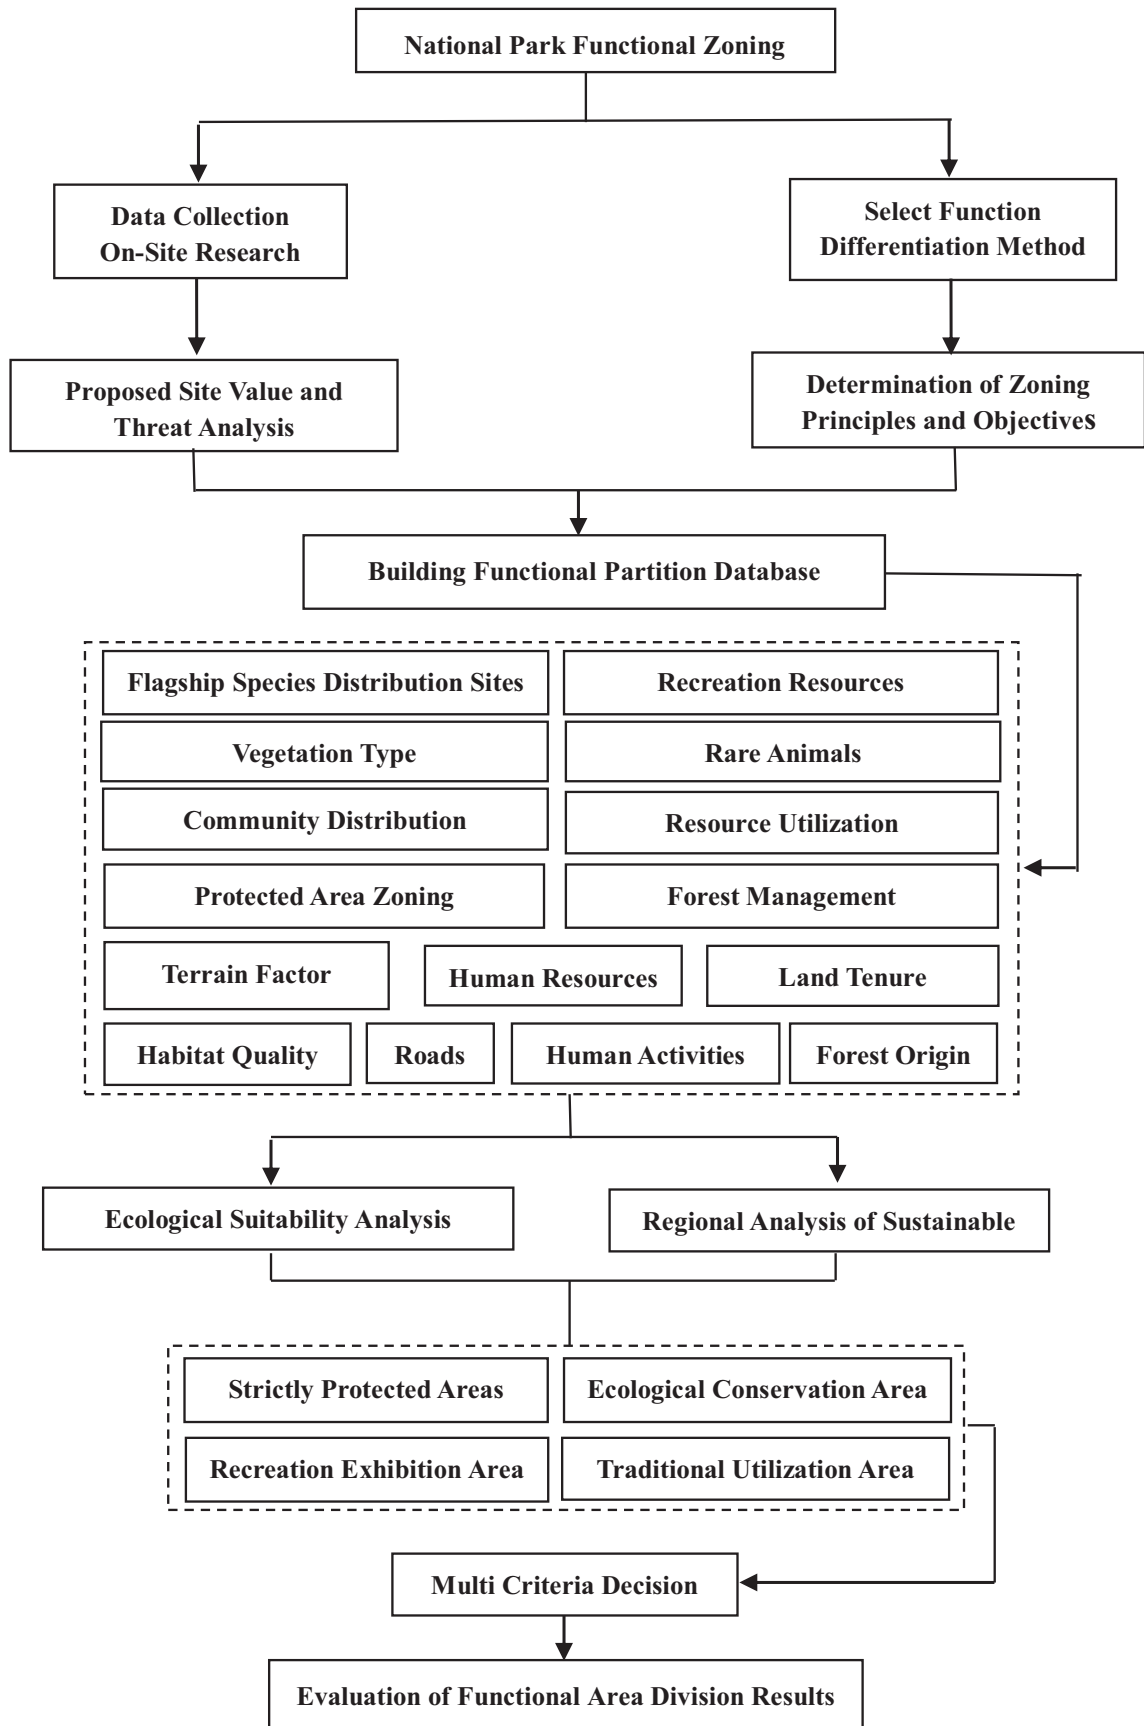 National Park Functional Zoning
Data Collection
On-Site Research
Select Function
Differentiation Method
Proposed Site Value and
Threat Analysis
Determination of Zoning
Principles and Objectives
Building Functional Partition Database
Flagship Species Distribution Sites
Recreation Resources
Vegetation Type
Rare Animals
Community Distribution
Resource Utilization
Protected Area Zoning
Forest Management
Terrain Factor
Human Resources
Land Tenure
Habitat Quality
Roads
Human Activities
Forest Origin
Ecological Suitability Analysis
Regional Analysis of Sustainable
Strictly Protected Areas
Ecological Conservation Area
Recreation Exhibition Area
Traditional Utilization Area
Multi Criteria Decision
Evaluation of Functional Area Division Results